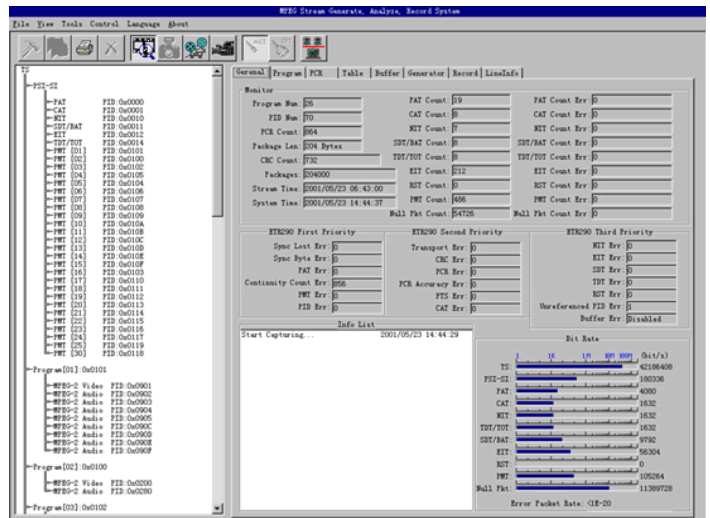 MPEG Stream Generate, Analyze, Record System
File View Tools Control Language About
ASI SPI
TS
PSI-SI
PAT PID:0x0000
CAT PID:0x0001
NIT PID:0x0010
SDT/BAT PID:0x0011
EIT PID:0x0012
TDT/TOT PID:0x0014
PMT [01] PID:0x0101
PMT [02] PID:0x0100
PMT [03] PID:0x0102
PMT [04] PID:0x0105
PMT [05] PID:0x0104
PMT [06] PID:0x0106
PMT [07] PID:0x0107
PMT [08] PID:0x0108
PMT [09] PID:0x0109
PMT [10] PID:0x010A
PMT [11] PID:0x010B
PMT [12] PID:0x010C
PMT [13] PID:0x010D
PMT [14] PID:0x010E
PMT [15] PID:0x010F
PMT [16] PID:0x0103
PMT [17] PID:0x0110
PMT [18] PID:0x0111
PMT [19] PID:0x0112
PMT [20] PID:0x0113
PMT [21] PID:0x0114
PMT [22] PID:0x0115
PMT [23] PID:0x0116
PMT [24] PID:0x0117
PMT [25] PID:0x0119
PMT [30] PID:0x0118
Program[01]:0x0101
MPEG-2 Video PID:0x0901
MPEG-2 Audio PID:0x0902
MPEG-2 Audio PID:0x0903
MPEG-2 Audio PID:0x0904
MPEG-2 Audio PID:0x0905
MPEG-2 Audio PID:0x090C
MPEG-2 Audio PID:0x090D
MPEG-2 Audio PID:0x090E
MPEG-2 Audio PID:0x090F
Program[02]:0x0100
MPEG-2 Video PID:0x0200
MPEG-2 Audio PID:0x0280
Program[03]:0x0102
Gerenal Program PCR Table Buffer Generator Record LineInfo
Monitor
Program Num: 26
PID Num: 70
PCR Count: 864
Package Len: 204 Bytes
CRC Count: 732
Packages: 204000
Stream Time: 2001/05/23 06:43:00
System Time: 2001/05/23 14:44:37
PAT Count: 19
CAT Count: 8
NIT Count: 7
SDT/BAT Count: 8
TDT/TOT Count: 8
EIT Count: 212
RST Count: 0
PMT Count: 486
Null Pkt Count: 54726
PAT Count Err: 0
CAT Count Err: 0
NIT Count Err: 0
SDT/BAT Count Err: 0
TDT/TOT Count Err: 0
EIT Count Err: 0
RST Count Err: 0
PMT Count Err: 0
Null Pkt Count Err: 0
ETR290 First Priority
Sync Lost Err: 0
Sync Byte Err: 0
PAT Err: 0
Continuity Count Err: 856
PMT Err: 0
PID Err: 0
ETR290 Second Priority
Transport Err: 0
CRC Err: 0
PCR Err: 0
PCR Accuracy Err: 0
PTS Err: 0
CAT Err: 0
ETR290 Third Priority
NIT Err: 0
EIT Err: 0
SDT Err: 0
TDT Err: 0
RST Err: 0
Unreferenced PID Err: 1
Buffer Err: Disabled
Info List
Start Capturing... 2001/05/23 14:44:29
Bit Rate
1 1K 1M 10M 100M (bit/s)
TS: 42186408
PSI-SI: 180336
PAT: 4080
CAT: 1632
NIT: 1632
TDT/TOT: 1632
SDT/BAT: 9792
EIT: 56304
RST: 0
PMT: 105264
Null Pkt: 11389728
Error Packet Rate: <1E-20